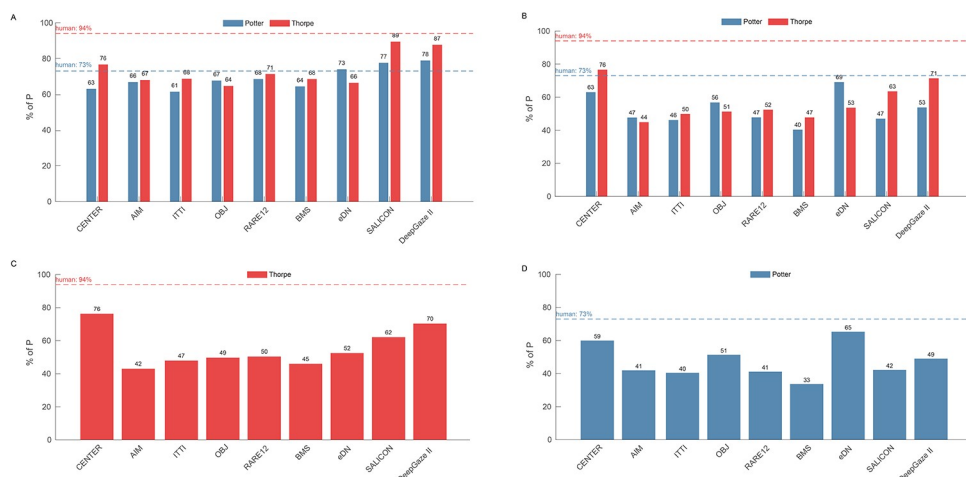 A
Potter
Thorpe
% of P
100
80
60
40
20
0
human: 94%
human: 73%
63 76 66 67 61 68 67 64 68 71 64 68 73 66 77 89 78 87
CENTER AIM ITTI OBJ RARE12 BMS eDN SALICON DeepGaze II
B
Potter
Thorpe
% of P
100
80
60
40
20
0
human: 94%
human: 73%
63 76 47 44 46 50 56 51 47 52 40 47 69 53 47 63 53 71
CENTER AIM ITTI OBJ RARE12 BMS eDN SALICON DeepGaze II
C
Thorpe
% of P
100
80
60
40
20
0
human: 94%
76 42 47 49 50 45 52 62 70
CENTER AIM ITTI OBJ RARE12 BMS eDN SALICON DeepGaze II
D
Potter
% of P
100
80
60
40
20
0
human: 73%
59 41 40 51 41 33 65 42 49
CENTER AIM ITTI OBJ RARE12 BMS eDN SALICON DeepGaze II